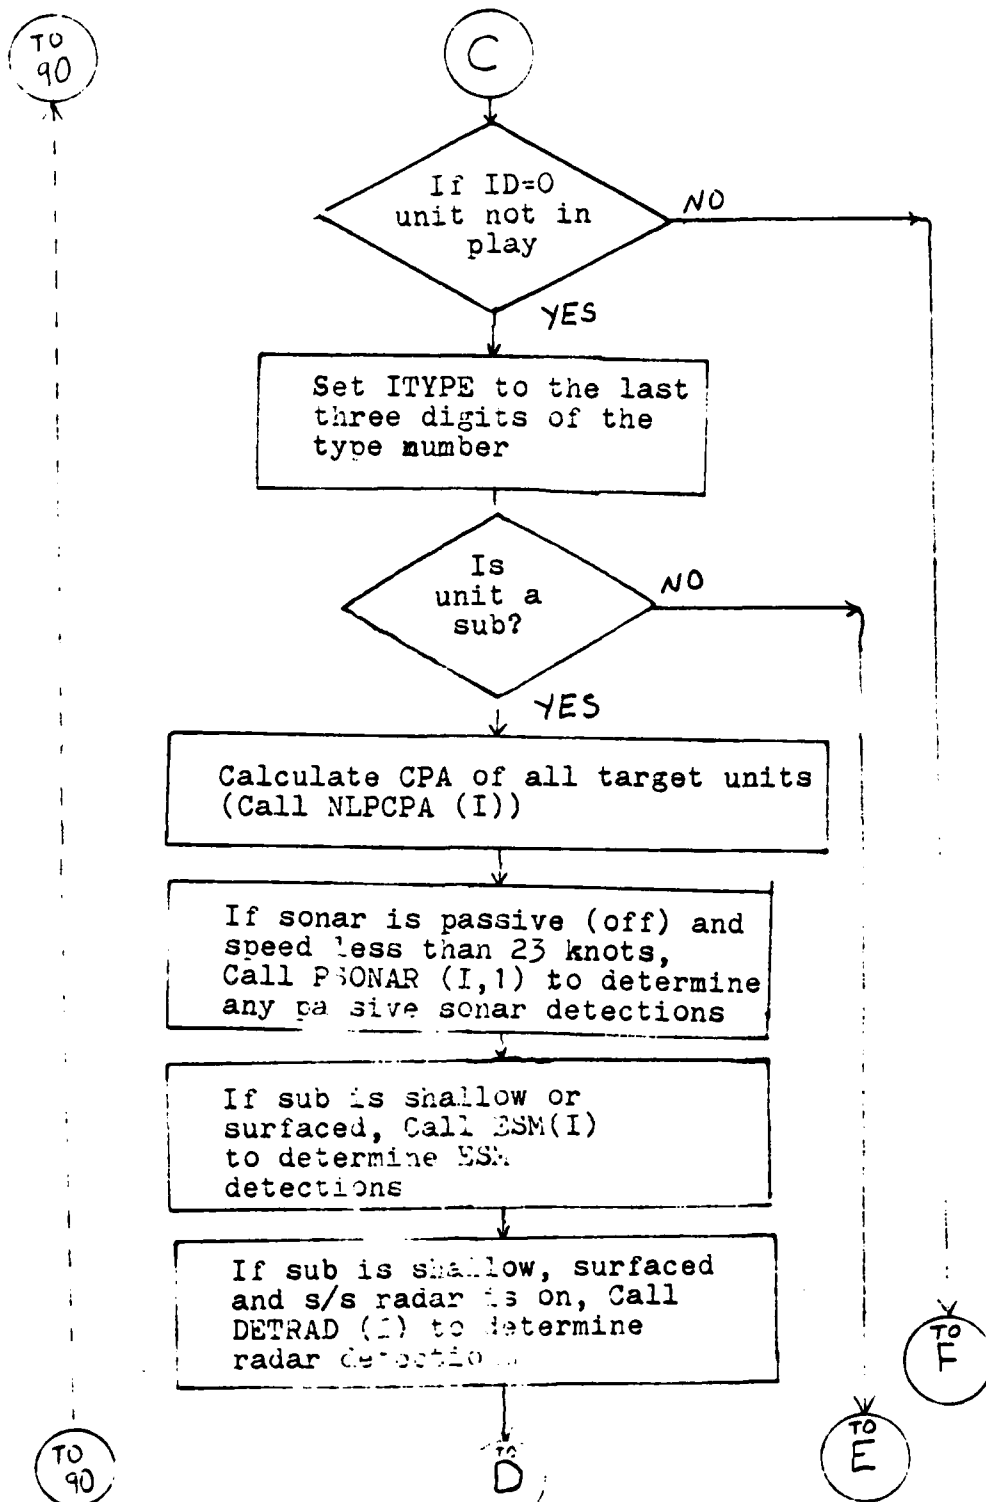 TO
90
C
If ID=0
unit not in
play
NO
YES
Set ITYPE to the last
three digits of the
type number
Is
unit a
sub?
NO
YES
Calculate CPA of all target units
(Call NLPCPA (I))
If sonar is passive (off) and
speed less than 23 knots,
Call PSONAR (I,1) to determine
any pa sive sonar detections
If sub is shallow or
surfaced, Call ESM(I)
to determine ESM
detections
If sub is shallow, surfaced
and s/s radar is on, Call
DETRAD (I) to determine
radar detections
TO
F
TO
90
TO
D
TO
E